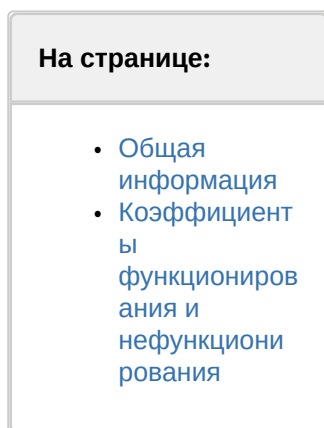 На странице:
• Общая
информация
• Коэффициент
ы
функциониров
ания и
нефункциони
рования